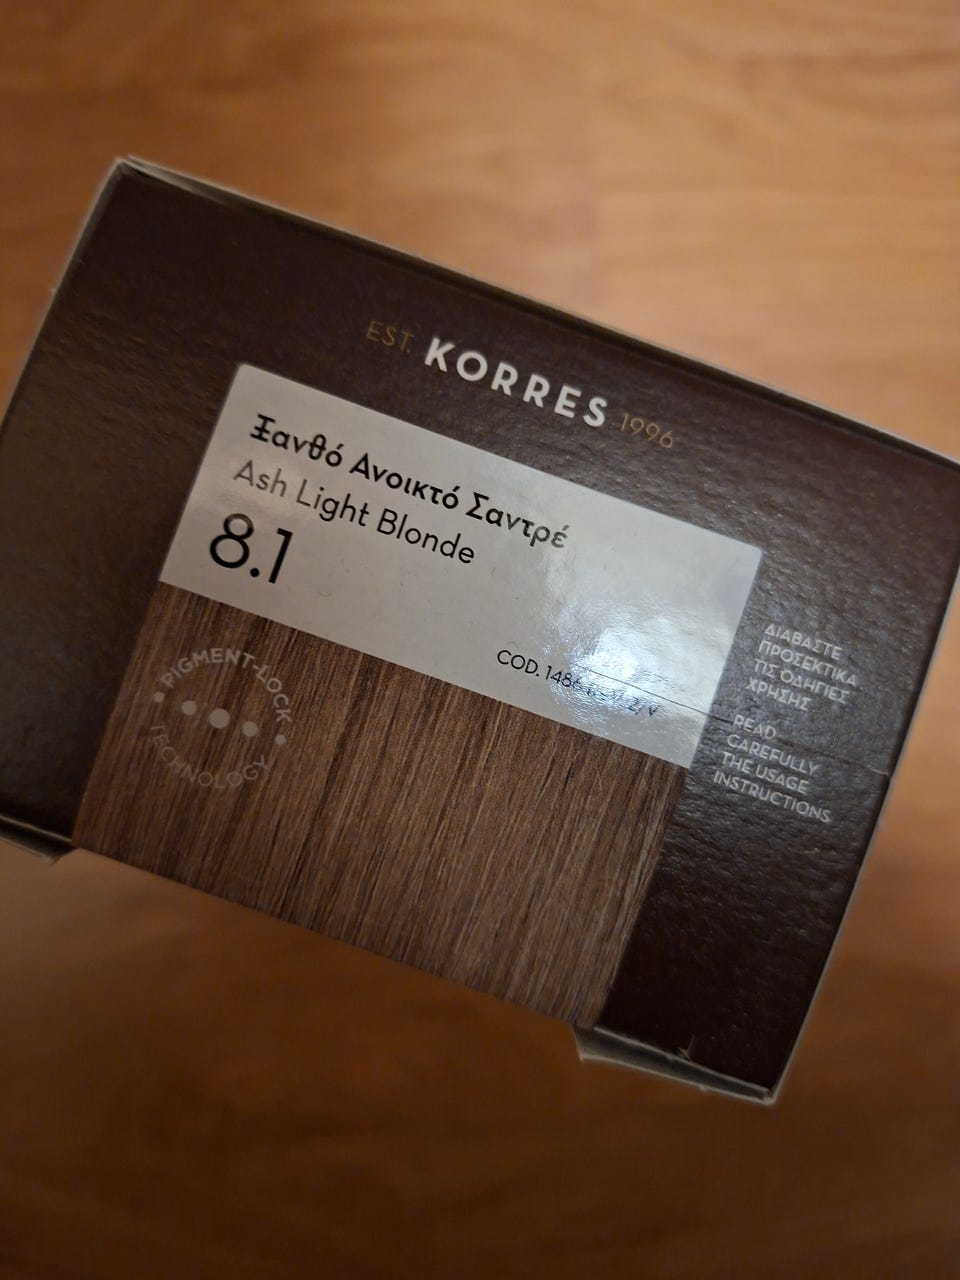 EST. KORRES 1996
Ξανθό Ανοικτό Σαντρέ
Ash Light Blonde
8.1
COD.
PIGMENT-LOCK
TECHNOLOGY
ΔΙΑΒΑΣΤΕ
ΠΡΟΣΕΚΤΙΚΑ
ΤΙΣ ΟΔΗΓΙΕΣ
ΧΡΗΣΗΣ
READ
CAREFULLY
THE USAGE
INSTRUCTIONS